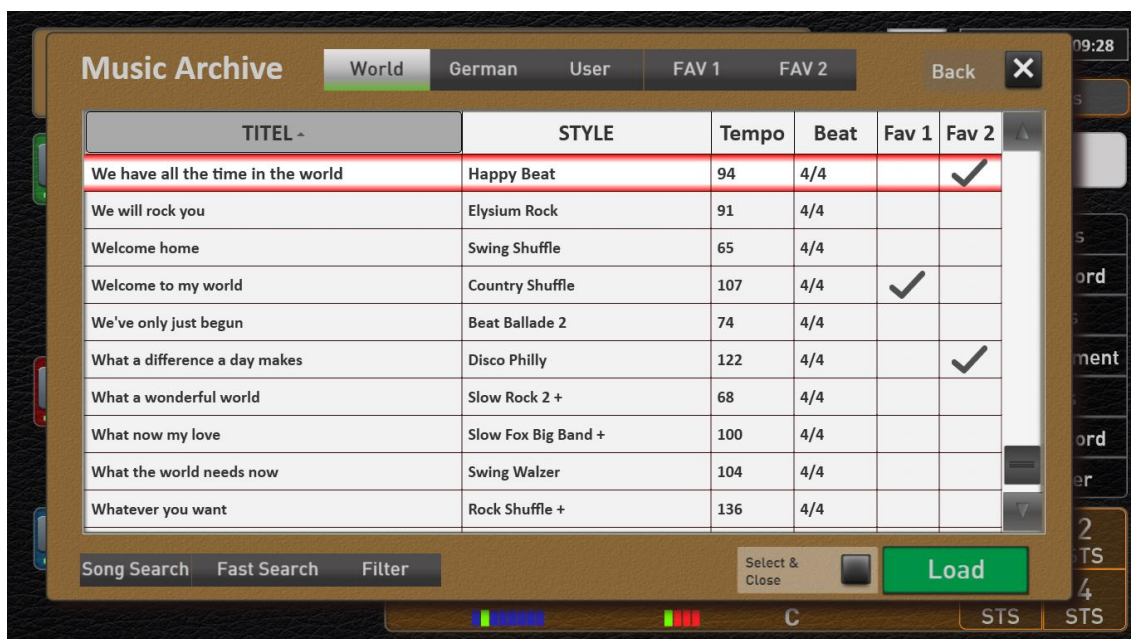 09:28
Music Archive World German User FAV 1 FAV 2 Back
TITEL STYLE Tempo Beat Fav 1 Fav 2
We have all the time in the world Happy Beat 94 4/4
We will rock you Elysium Rock 91 4/4
Welcome home Swing Shuffle 65 4/4
Welcome to my world Country Shuffle 107 4/4
We've only just begun Beat Ballade 2 74 4/4
What a difference a day makes Disco Philly 122 4/4
What a wonderful world Slow Rock 2 + 68 4/4
What now my love Slow Fox Big Band + 100 4/4
What the world needs now Swing Walzer 104 4/4
Whatever you want Rock Shuffle + 136 4/4
Song Search Fast Search Filter Select & Close Load
2
STS
4
C STS STS